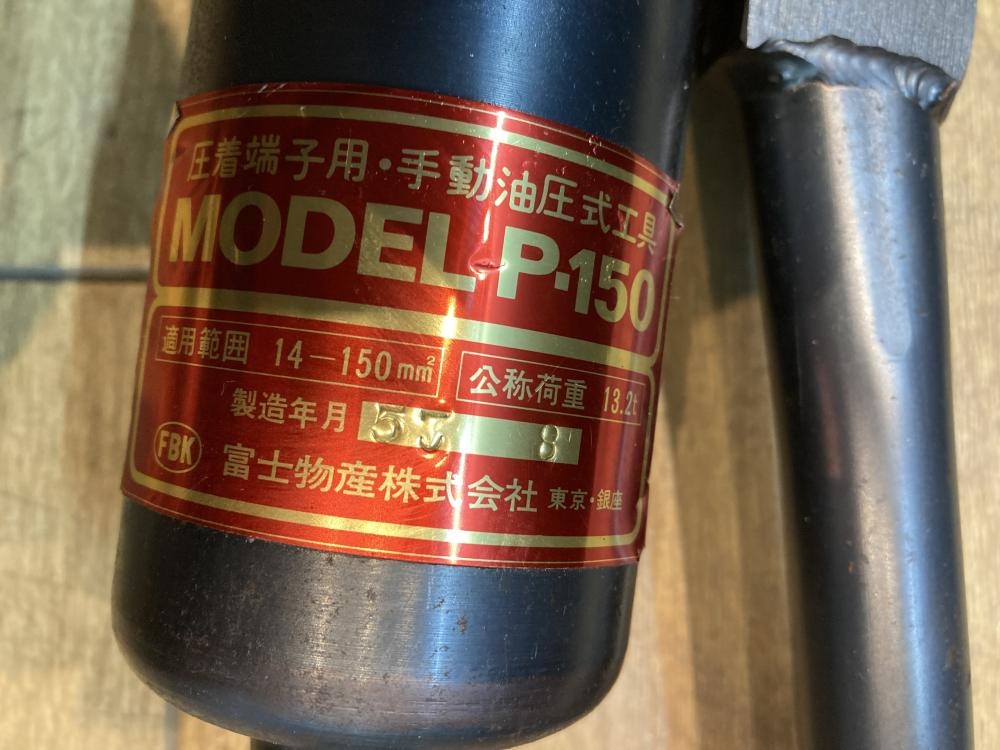 圧着端子用・手動油圧式工具
MODEL P-150
適用範囲 14－150mm²
公称荷重 13.2t
製造年月 8
FBK 富士物産株式会社 東京・銀座